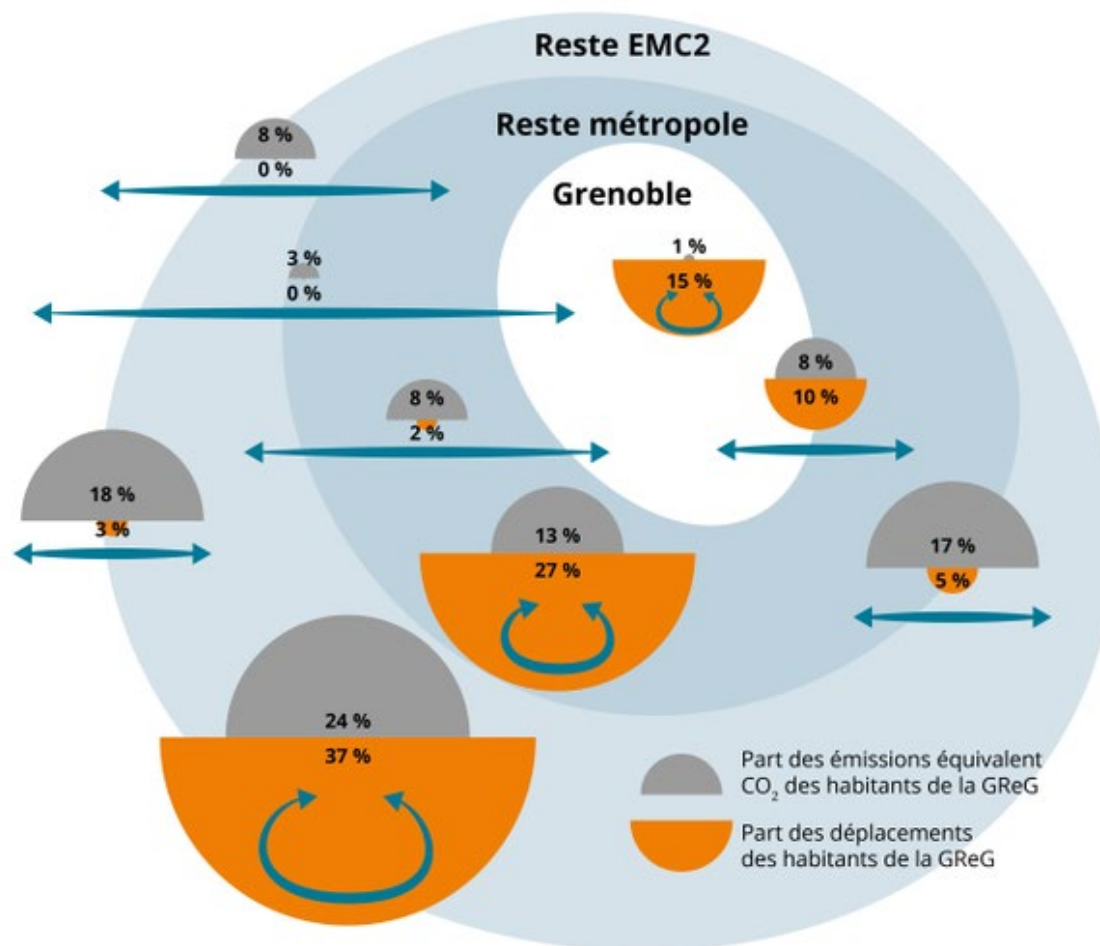 Reste EMC2
Reste métropole
Grenoble
8 %
0 %
1 %
15 %
3 %
0 %
8 %
10 %
8 %
2 %
18 %
3 %
13 %
27 %
17 %
5 %
24 %
37 %
Part des émissions équivalent
CO₂ des habitants de la GReG
Part des déplacements
des habitants de la GReG